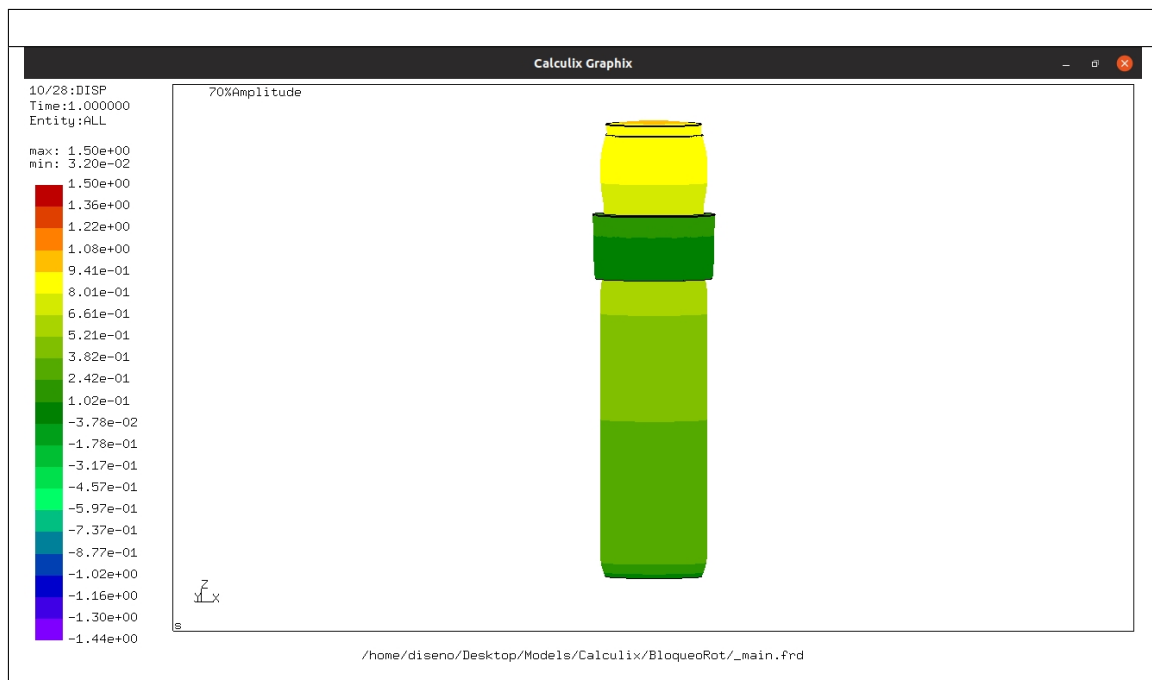 Calculix Graphix
10/28:DISP
Time:1.000000
Entity:ALL
max: 1.50e+00
min: 3.20e-02
1.50e+00
1.36e+00
1.22e+00
1.08e+00
9.41e-01
8.01e-01
6.61e-01
5.21e-01
3.82e-01
2.42e-01
1.02e-01
-3.78e-02
-1.78e-01
-3.17e-01
-4.57e-01
-5.97e-01
-7.37e-01
-8.77e-01
-1.02e+00
-1.16e+00
-1.30e+00
-1.44e+00
70%Amplitude
Z
Y X
s
/home/diseno/Desktop/Models/Calculix/BloqueoRot/_main.frd